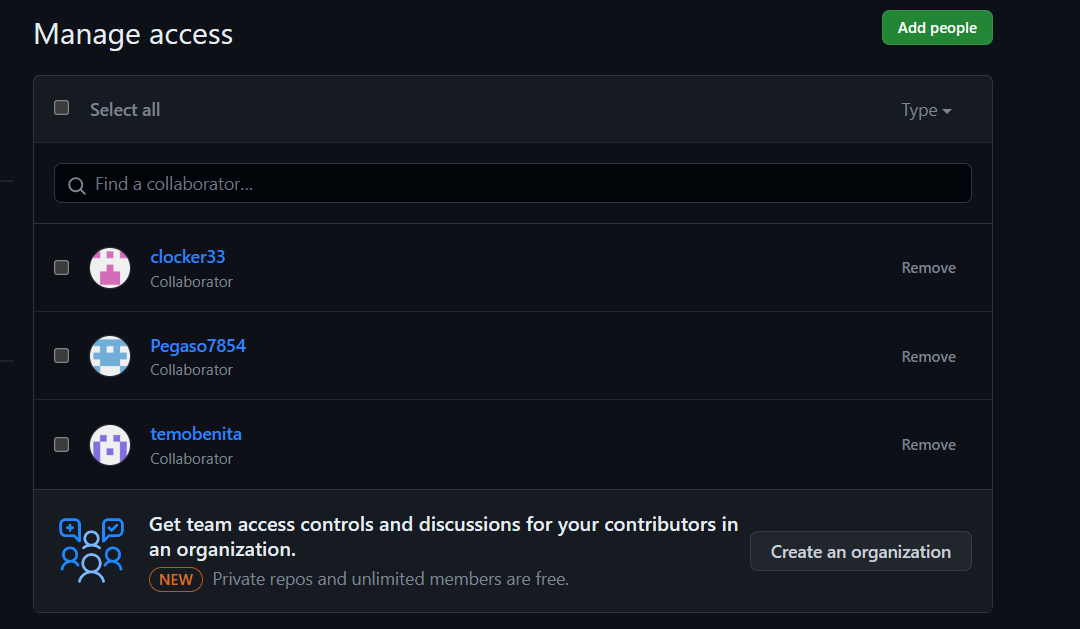 Manage access
Add people
Select all
Type
Find a collaborator...
clocker33
Collaborator
Remove
Pegaso7854
Collaborator
Remove
temobenita
Collaborator
Remove
Get team access controls and discussions for your contributors in
an organization.
NEW Private repos and unlimited members are free.
Create an organization